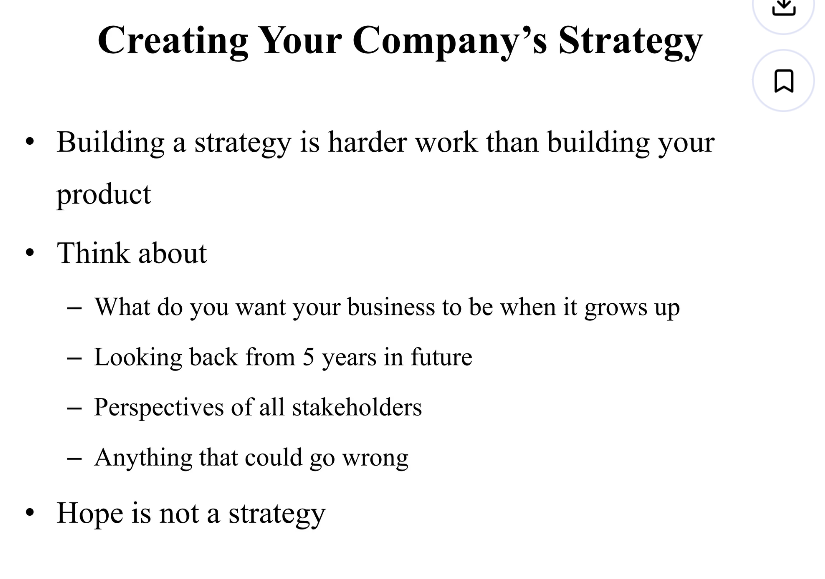 Creating Your Company’s Strategy
• Building a strategy is harder work than building your
product
• Think about
– What do you want your business to be when it grows up
– Looking back from 5 years in future
– Perspectives of all stakeholders
– Anything that could go wrong
• Hope is not a strategy